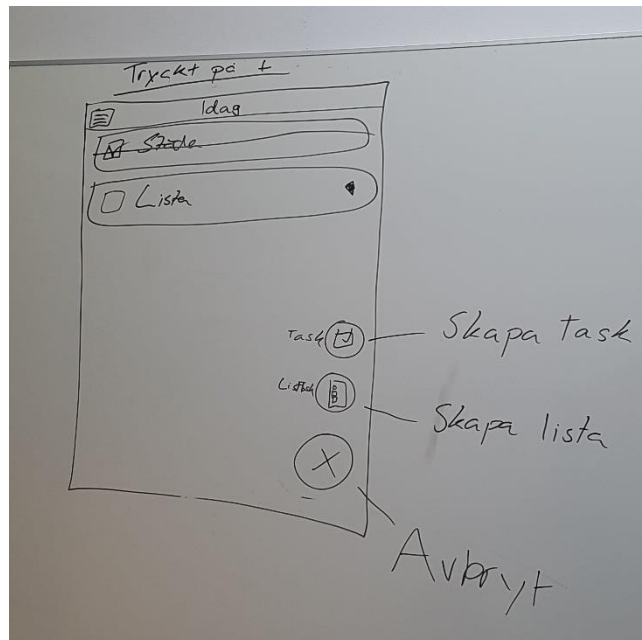 Tryckt på +
Idag
Städa
Lista
Task
Skapa task
Skapa lista
X
Avbryt